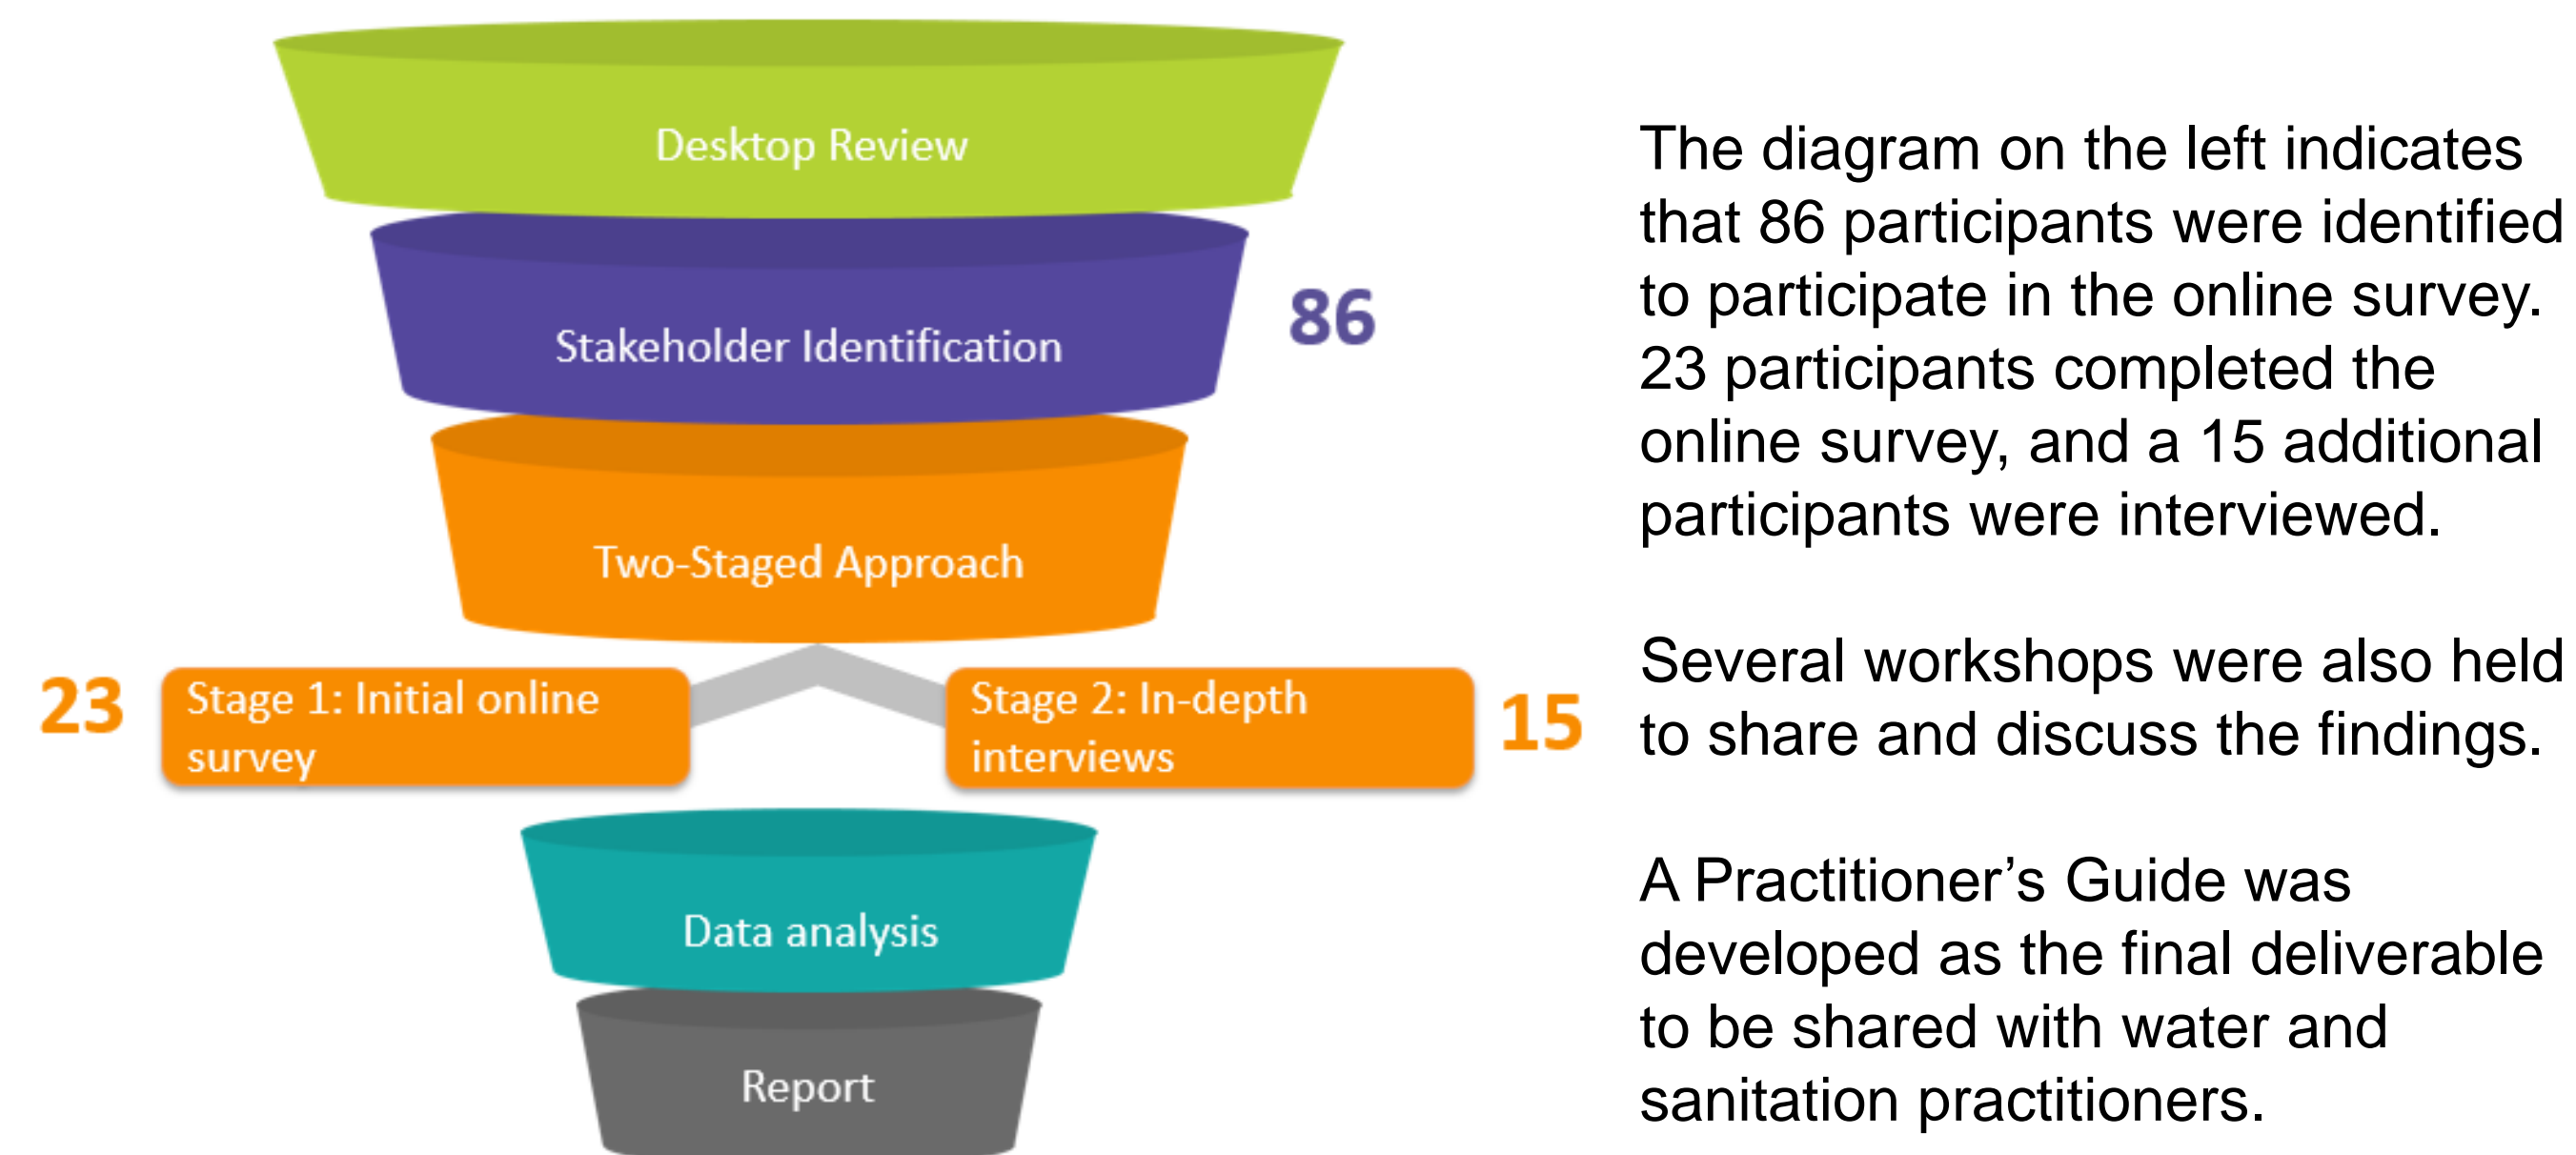 Desktop Review
Stakeholder Identification
86
Two-Staged Approach
23
Stage 1: Initial online
survey
Stage 2: In-depth
interviews
15
Data analysis
Report
The diagram on the left indicates
that 86 participants were identified
to participate in the online survey.
23 participants completed the
online survey, and a 15 additional
participants were interviewed.
Several workshops were also held
to share and discuss the findings.
A Practitioner’s Guide was
developed as the final deliverable
to be shared with water and
sanitation practitioners.